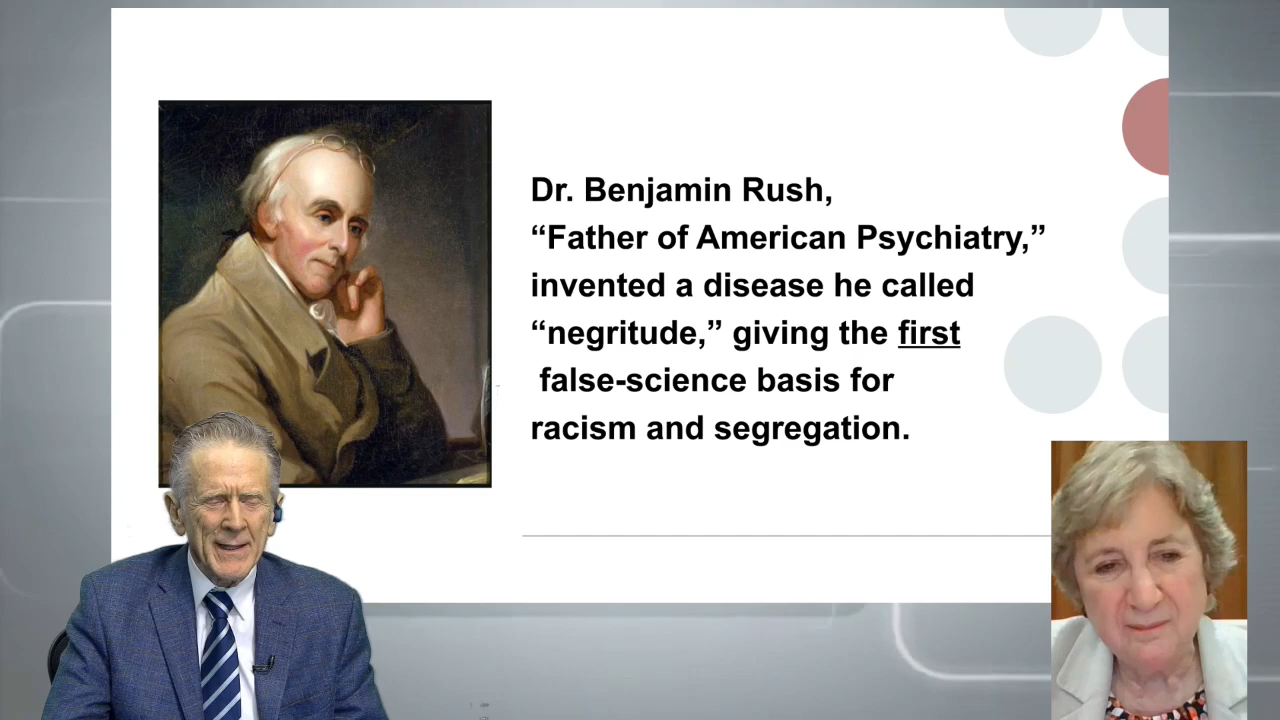 Dr. Benjamin Rush,
“Father of American Psychiatry,”
invented a disease he called
“negritude,” giving the first
false-science basis for
racism and segregation.